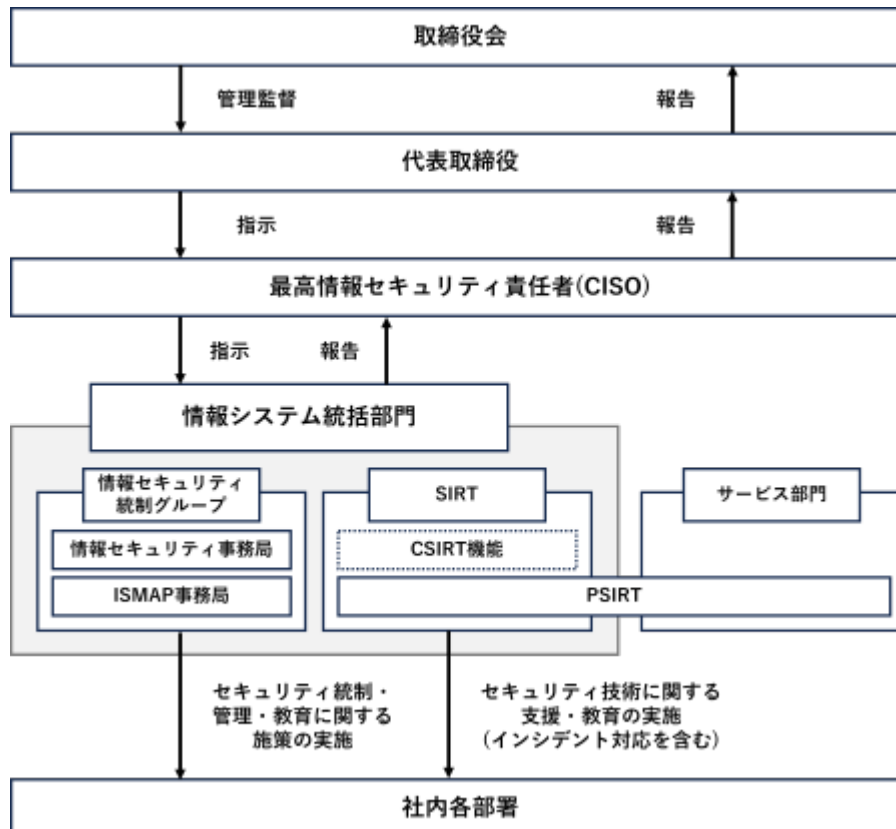 取締役会
管理監督
報告
代表取締役
指示
報告
最高情報セキュリティ責任者(CISO)
指示
報告
情報システム統括部門
情報セキュリティ
統制グループ
情報セキュリティ事務局
ISMAP事務局
SIRT
CSIRT機能
サービス部門
PSIRT
セキュリティ統制・
管理・教育に関する
施策の実施
セキュリティ技術に関する
支援・教育の実施
(インシデント対応を含む)
社内各部署